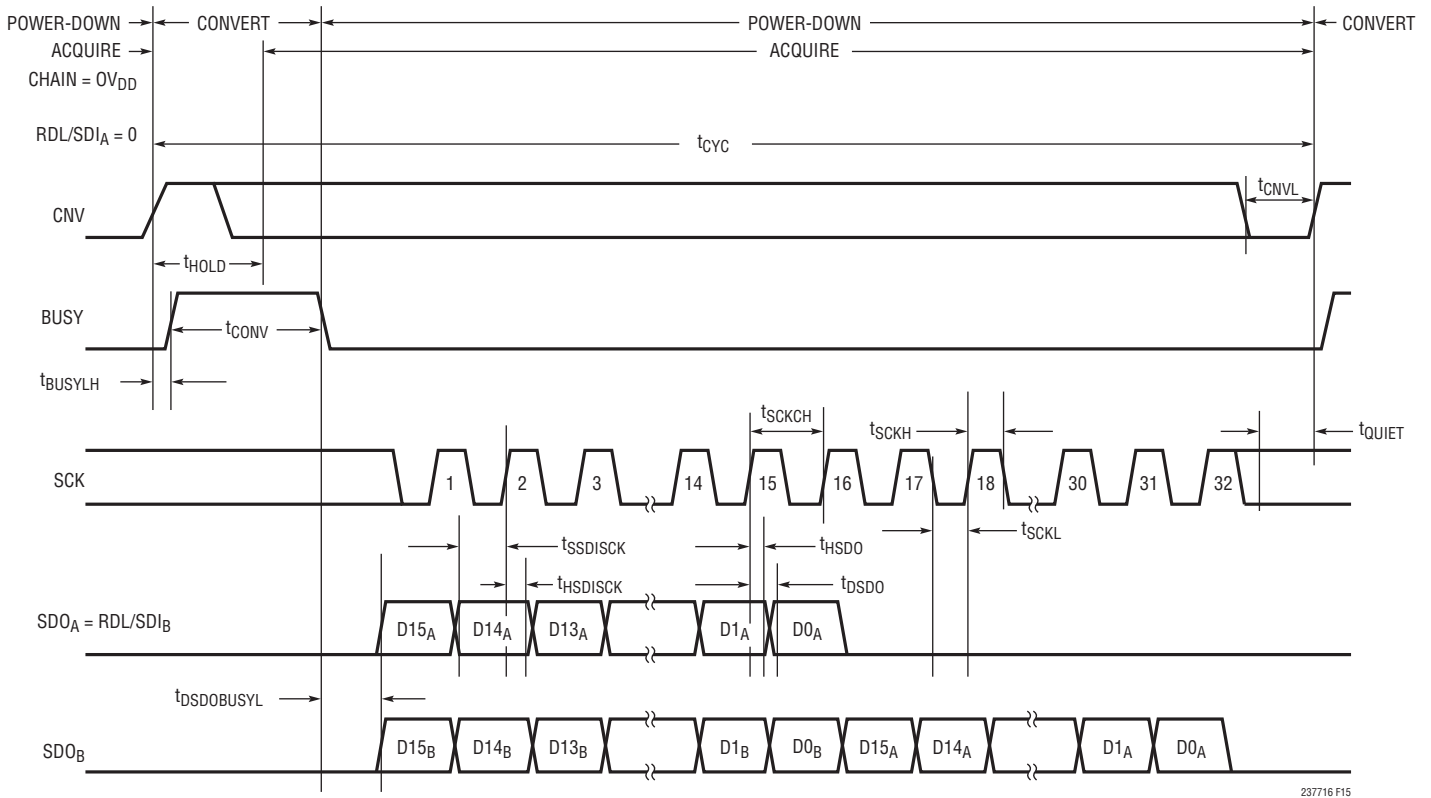 POWER-DOWN CONVERT POWER-DOWN CONVERT
ACQUIRE ACQUIRE
CHAIN = OVDD
RDL/SDIA = 0
tCYC
CNV
tCNVL
tHOLD
BUSY
tCONV
tBUSYLH
tSCKCH
tSCKH
tQUIET
SCK
1 2 3 14 15 16 17 18 30 31 32
tSCKL
tSSDISCK
tHSDO
tHSDISCK
tDSDO
SDOA = RDL/SDIB
D15A D14A D13A D1A D0A
tDSDOBUSYL
SDOB
D15B D14B D13B D1B D0B D15A D14A D1A D0A
237716 F15